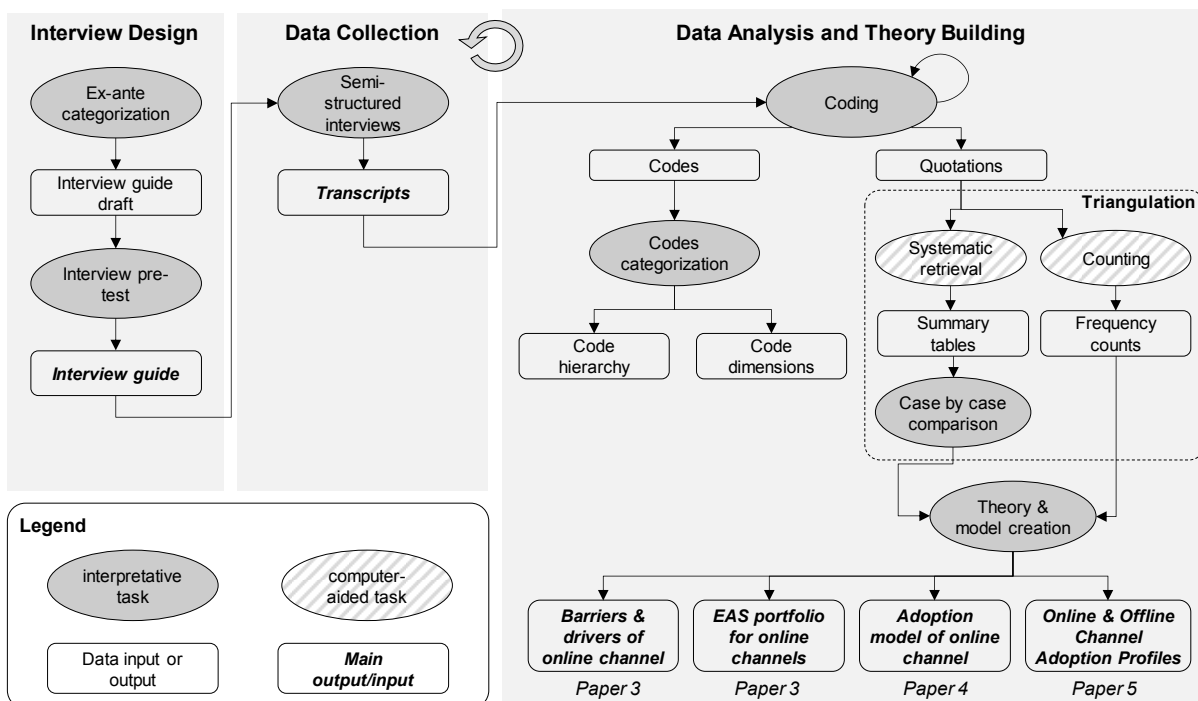 Interview Design
Ex-ante
categorization
Interview guide
draft
Interview pre-
test
Interview guide
Data Collection
Semi-
structured
interviews
Transcripts
Data Analysis and Theory Building
Coding
Codes
Quotations
Codes
categorization
Code
hierarchy
Code
dimensions
Triangulation
Systematic
retrieval
Counting
Summary
tables
Frequency
counts
Case by case
comparison
Theory &
model creation
Barriers &
drivers of
online channel
Paper 3
EAS portfolio
for online
channels
Paper 3
Adoption
model of online
channel
Paper 4
Online & Offline
Channel
Adoption Profiles
Paper 5
Legend
interpretative
task
computer-
aided task
Data input or
output
Main
output/input